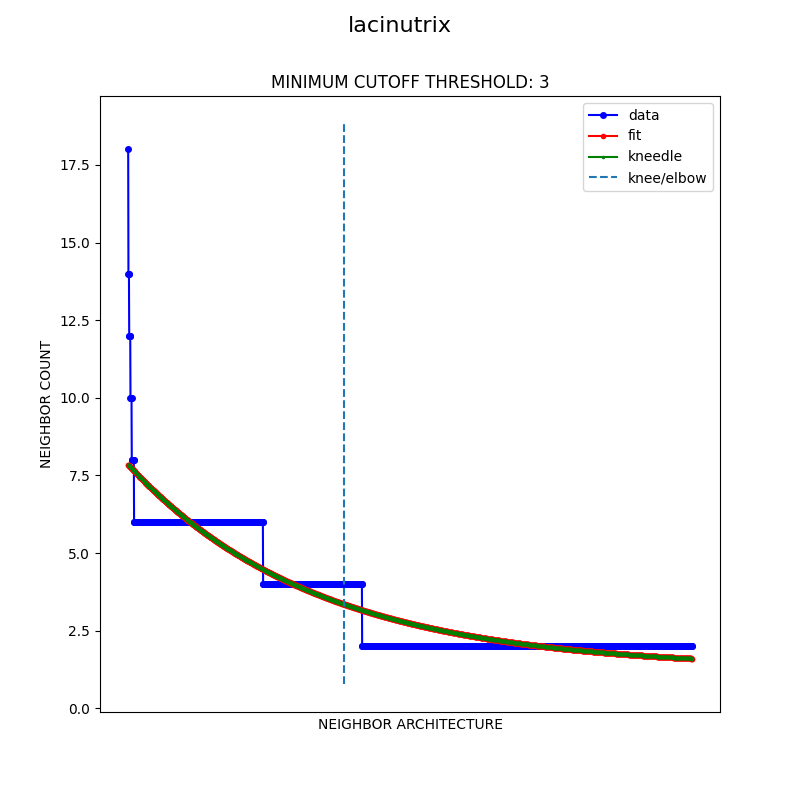 lacinutrix
MINIMUM CUTOFF THRESHOLD: 3
data
fit
kneedle
knee/elbow
17.5
15.0
12.5
10.0
7.5
5.0
2.5
0.0
NEIGHBOR COUNT
NEIGHBOR ARCHITECTURE